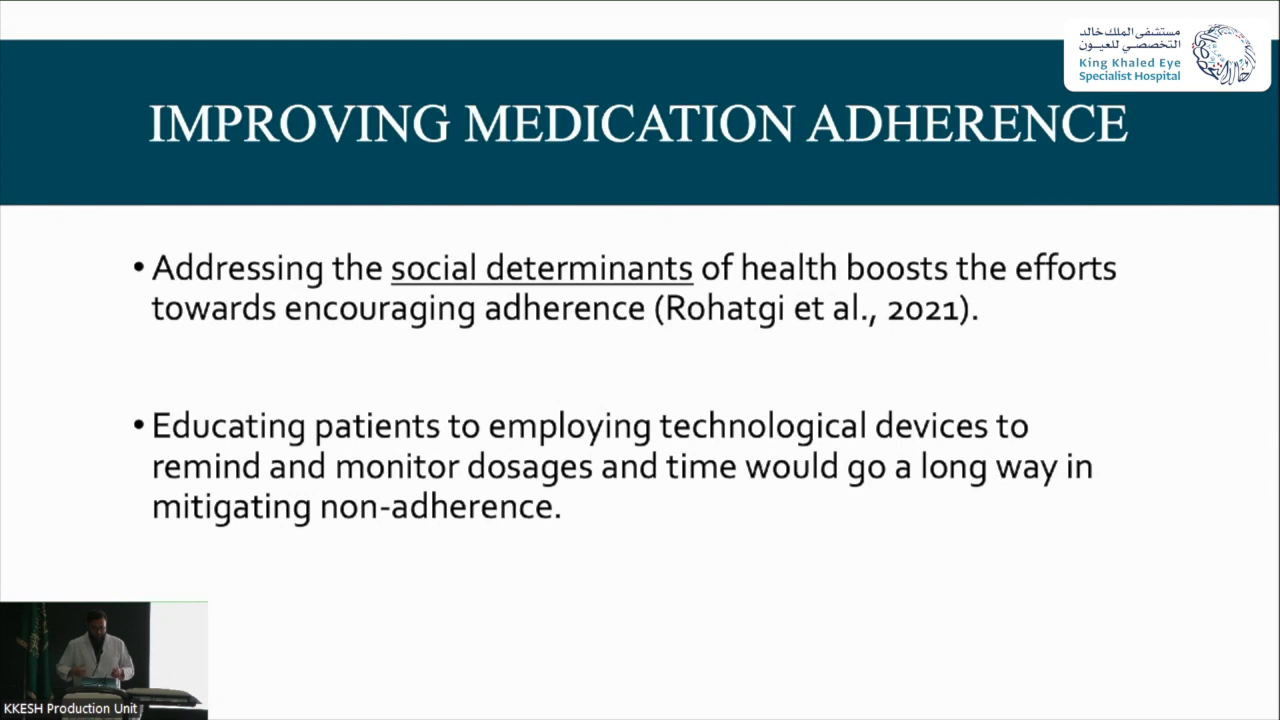 مستشفى الملك خالد
التخصصي للعيون
King Khaled Eye
Specialist Hospital
IMPROVING MEDICATION ADHERENCE
• Addressing the social determinants of health boosts the efforts
towards encouraging adherence (Rohatgi et al., 2021).
• Educating patients to employing technological devices to
remind and monitor dosages and time would go a long way in
mitigating non-adherence.
KKESH Production Unit